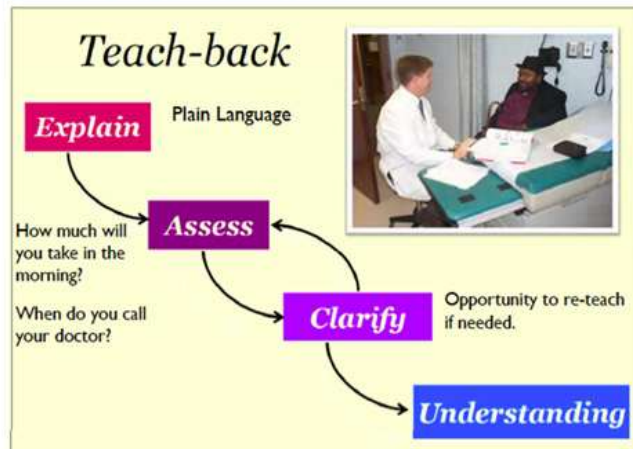 Teach-back
Explain
Plain Language
Assess
How much will
you take in the
morning?
When do you call
your doctor?
Clarify
Opportunity to re-teach
if needed.
Understanding